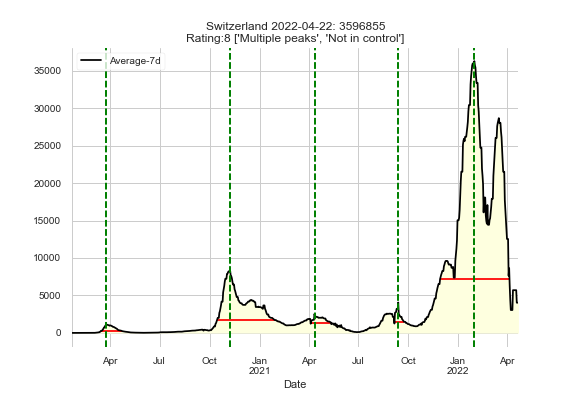 Switzerland 2022-04-22: 3596855
Rating:8 ['Multiple peaks', 'Not in control']
Average-7d
35000
30000
25000
20000
15000
10000
5000
0
Apr Jul Oct Jan Apr Jul Oct Jan Apr
2021 2022
Date